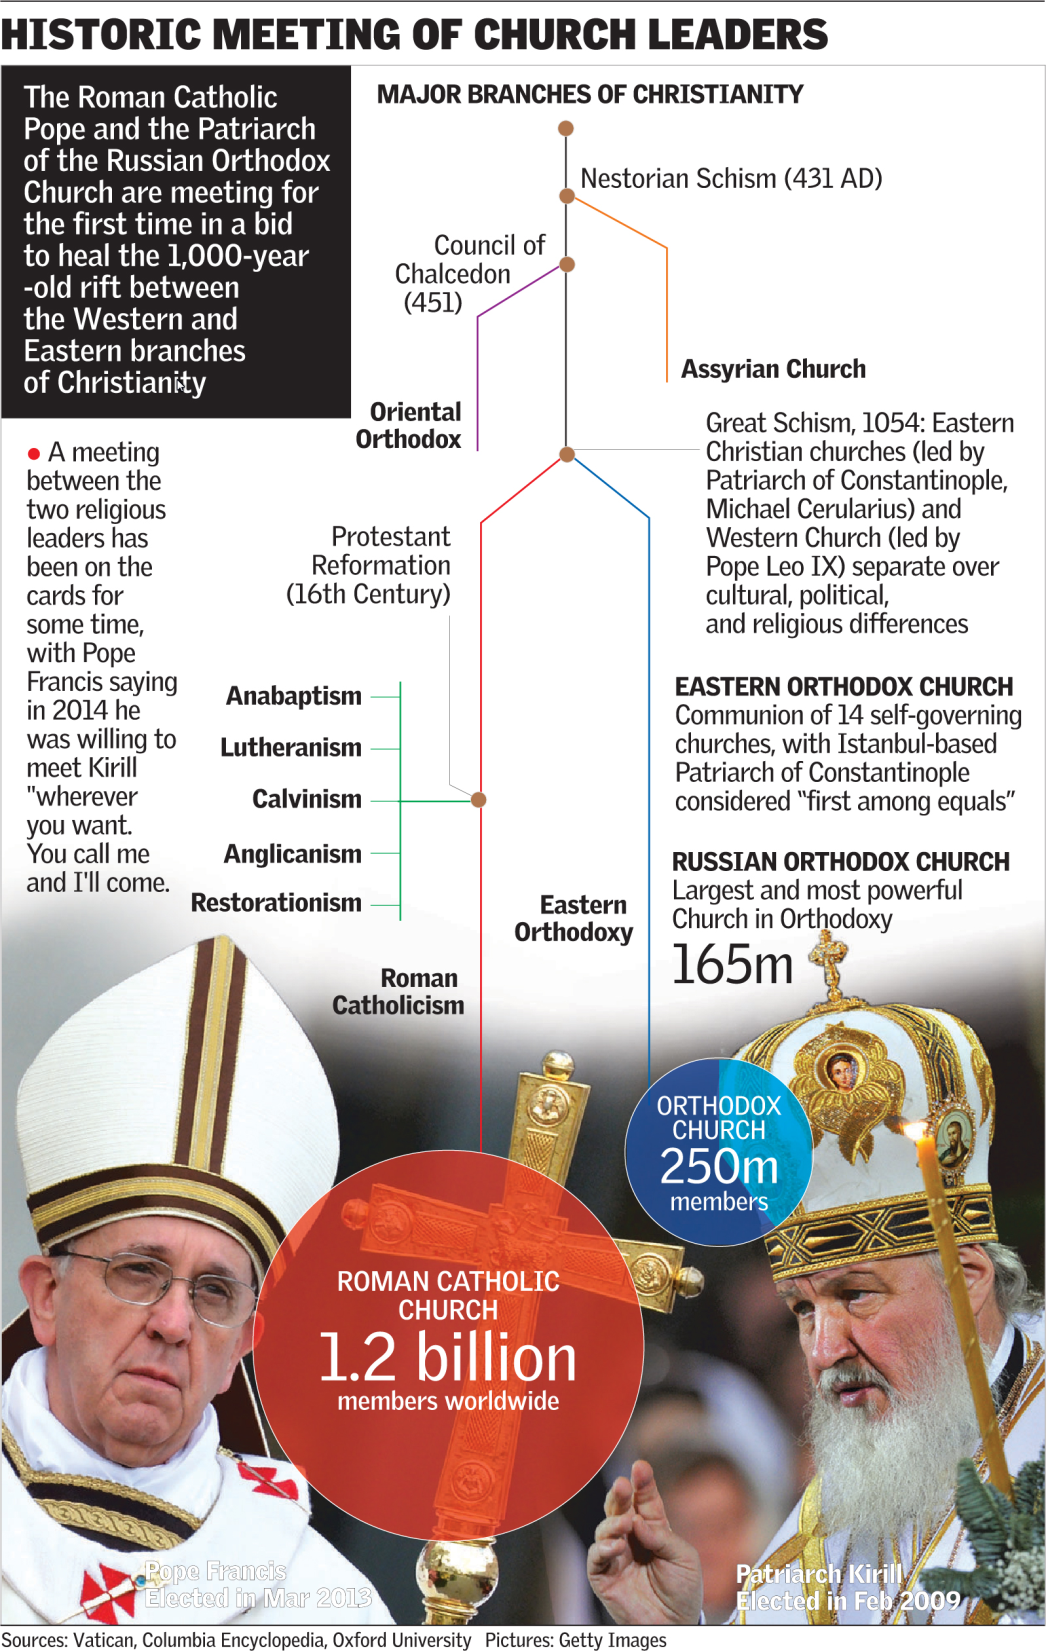 HISTORIC MEETING OF CHURCH LEADERS
The Roman Catholic
Pope and the Patriarch
of the Russian Orthodox
Church are meeting for
the first time in a bid
to heal the 1,000-year
-old rift between
the Western and
Eastern branches
of Christianity
• A meeting
between the
two religious
leaders has
been on the
cards for
some time,
with Pope
Francis saying
in 2014 he
was willing to
meet Kirill
"wherever
you want.
You call me
and I'll come.
MAJOR BRANCHES OF CHRISTIANITY
Nestorian Schism (431 AD)
Council of
Chalcedon
(451)
Assyrian Church
Oriental
Orthodox
Great Schism, 1054: Eastern
Christian churches (led by
Patriarch of Constantinople,
Michael Cerularius) and
Western Church (led by
Pope Leo IX) separate over
cultural, political,
and religious differences
Protestant
Reformation
(16th Century)
Anabaptism
Lutheranism
Calvinism
Anglicanism
Restorationism
EASTERN ORTHODOX CHURCH
Communion of 14 self-governing
churches, with Istanbul-based
Patriarch of Constantinople
considered “first among equals”
RUSSIAN ORTHODOX CHURCH
Largest and most powerful
Church in Orthodoxy
165m
Eastern
Orthodoxy
Roman
Catholicism
ORTHODOX
CHURCH
250m
members
ROMAN CATHOLIC
CHURCH
1.2 billion
members worldwide
Pope Francis
Elected in Mar 2013
Patriarch Kirill
Elected in Feb 2009
Sources: Vatican, Columbia Encyclopedia, Oxford University Pictures: Getty Images